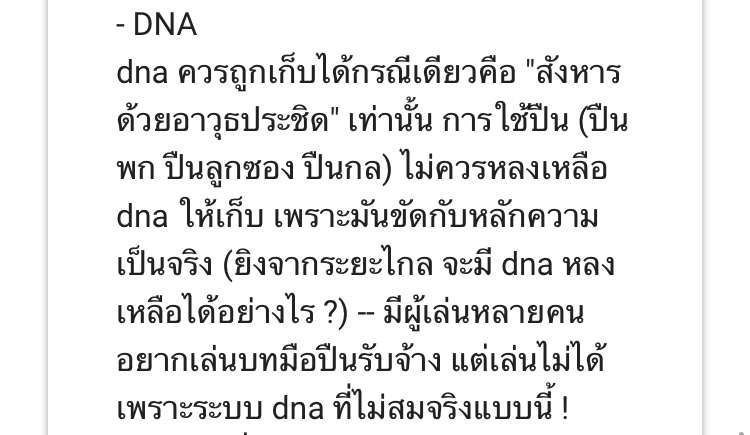 - DNA
dna ควรถูกเก็บได้กรณีเดียวคือ "สังหาร
ด้วยอาวุธประชิด" เท่านั้น การใช้ปืน (ปืน
พก ปืนลูกซอง ปืนกล) ไม่ควรหลงเหลือ
dna ให้เก็บ เพราะมันขัดกับหลักความ
เป็นจริง (ยิงจากระยะไกล จะมี dna หลง
เหลือได้อย่างไร ?) -- มีผู้เล่นหลายคน
อยากเล่นบทมือปืนรับจ้าง แต่เล่นไม่ได้
เพราะระบบ dna ที่ไม่สมจริงแบบนี้ !